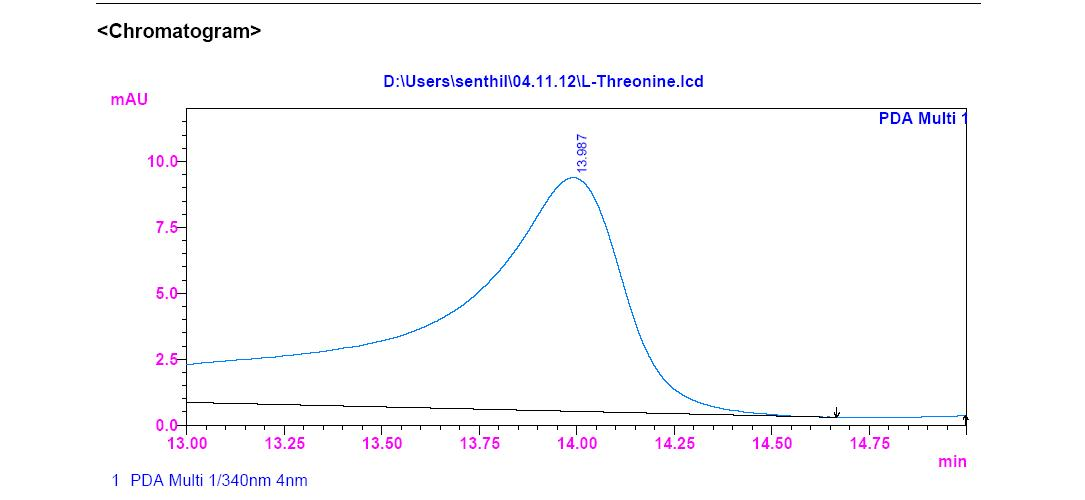 <Chromatogram>
D:\Users\senthil\04.11.12\L-Threonine.lcd
mAU
PDA Multi 1
13.987
10.0
7.5
5.0
2.5
0.0
13.00 13.25 13.50 13.75 14.00 14.25 14.50 14.75
min
1 PDA Multi 1/340nm 4nm